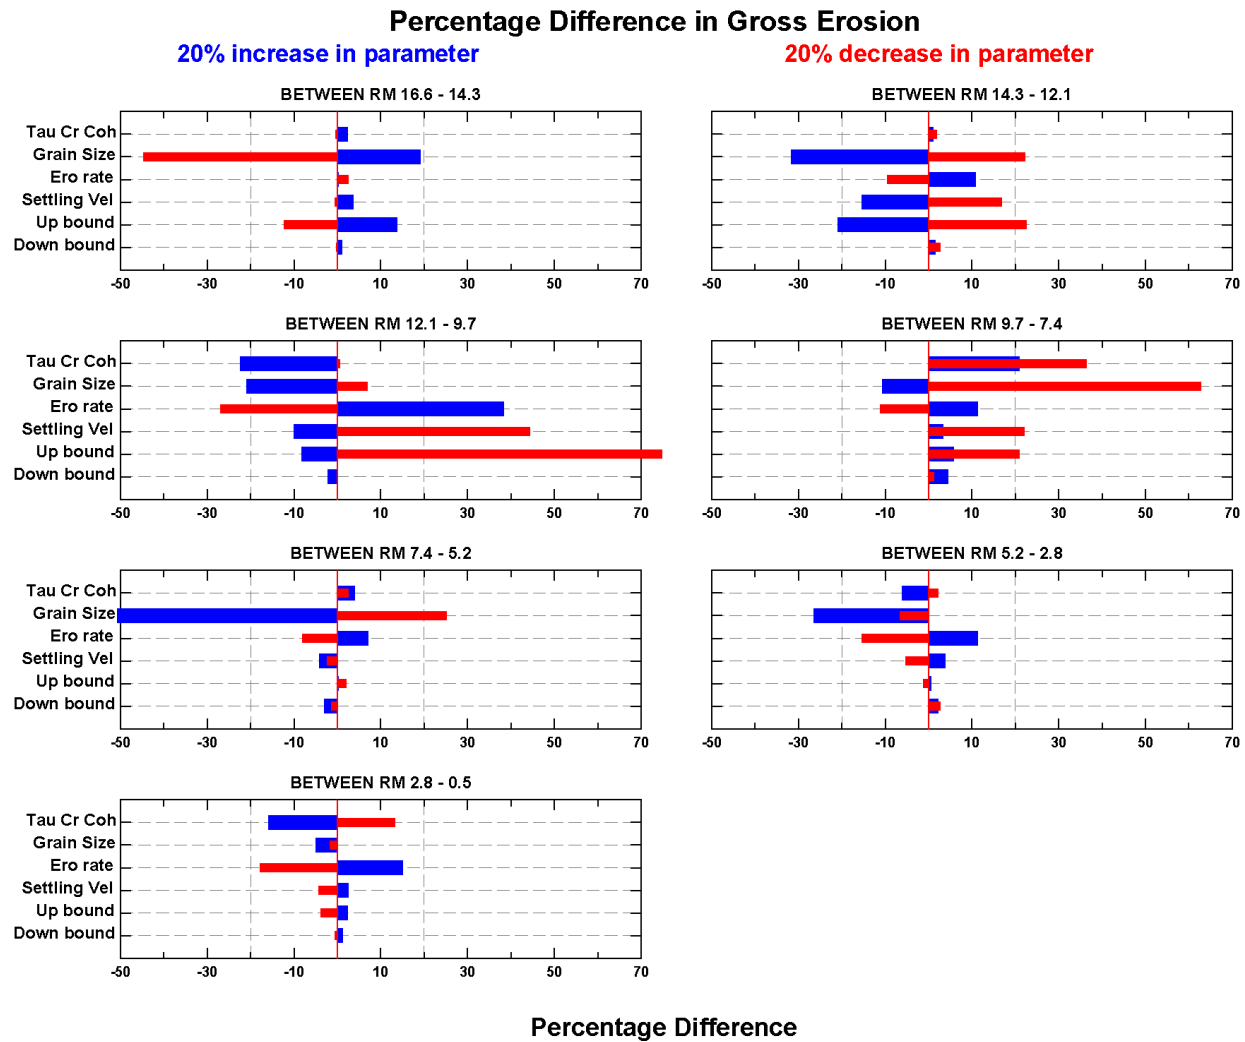 Percentage Difference in Gross Erosion
20% increase in parameter 20% decrease in parameter
BETWEEN RM 16.6 - 14.3
Tau Cr Coh
Grain Size
Ero rate
Settling Vel
Up bound
Down bound
-50 -30 -10 10 30 50 70
BETWEEN RM 14.3 - 12.1
-50 -30 -10 10 30 50 70
BETWEEN RM 12.1 - 9.7
Tau Cr Coh
Grain Size
Ero rate
Settling Vel
Up bound
Down bound
-50 -30 -10 10 30 50 70
BETWEEN RM 9.7 - 7.4
-50 -30 -10 10 30 50 70
BETWEEN RM 7.4 - 5.2
Tau Cr Coh
Grain Size
Ero rate
Settling Vel
Up bound
Down bound
-50 -30 -10 10 30 50 70
BETWEEN RM 5.2 - 2.8
-50 -30 -10 10 30 50 70
BETWEEN RM 2.8 - 0.5
Tau Cr Coh
Grain Size
Ero rate
Settling Vel
Up bound
Down bound
-50 -30 -10 10 30 50 70
Percentage Difference